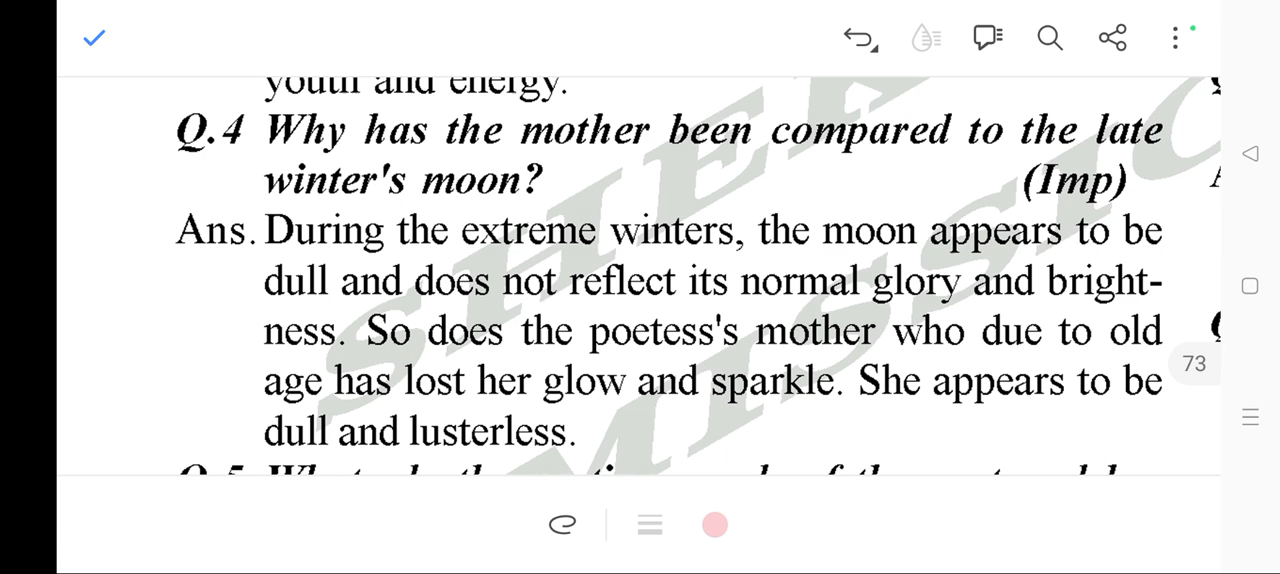 youth and energy.
Q.4 Why has the mother been compared to the late
winter's moon? (Imp)
Ans. During the extreme winters, the moon appears to be
dull and does not reflect its normal glory and bright-
ness. So does the poetess's mother who due to old
age has lost her glow and sparkle. She appears to be
dull and lusterless.
73